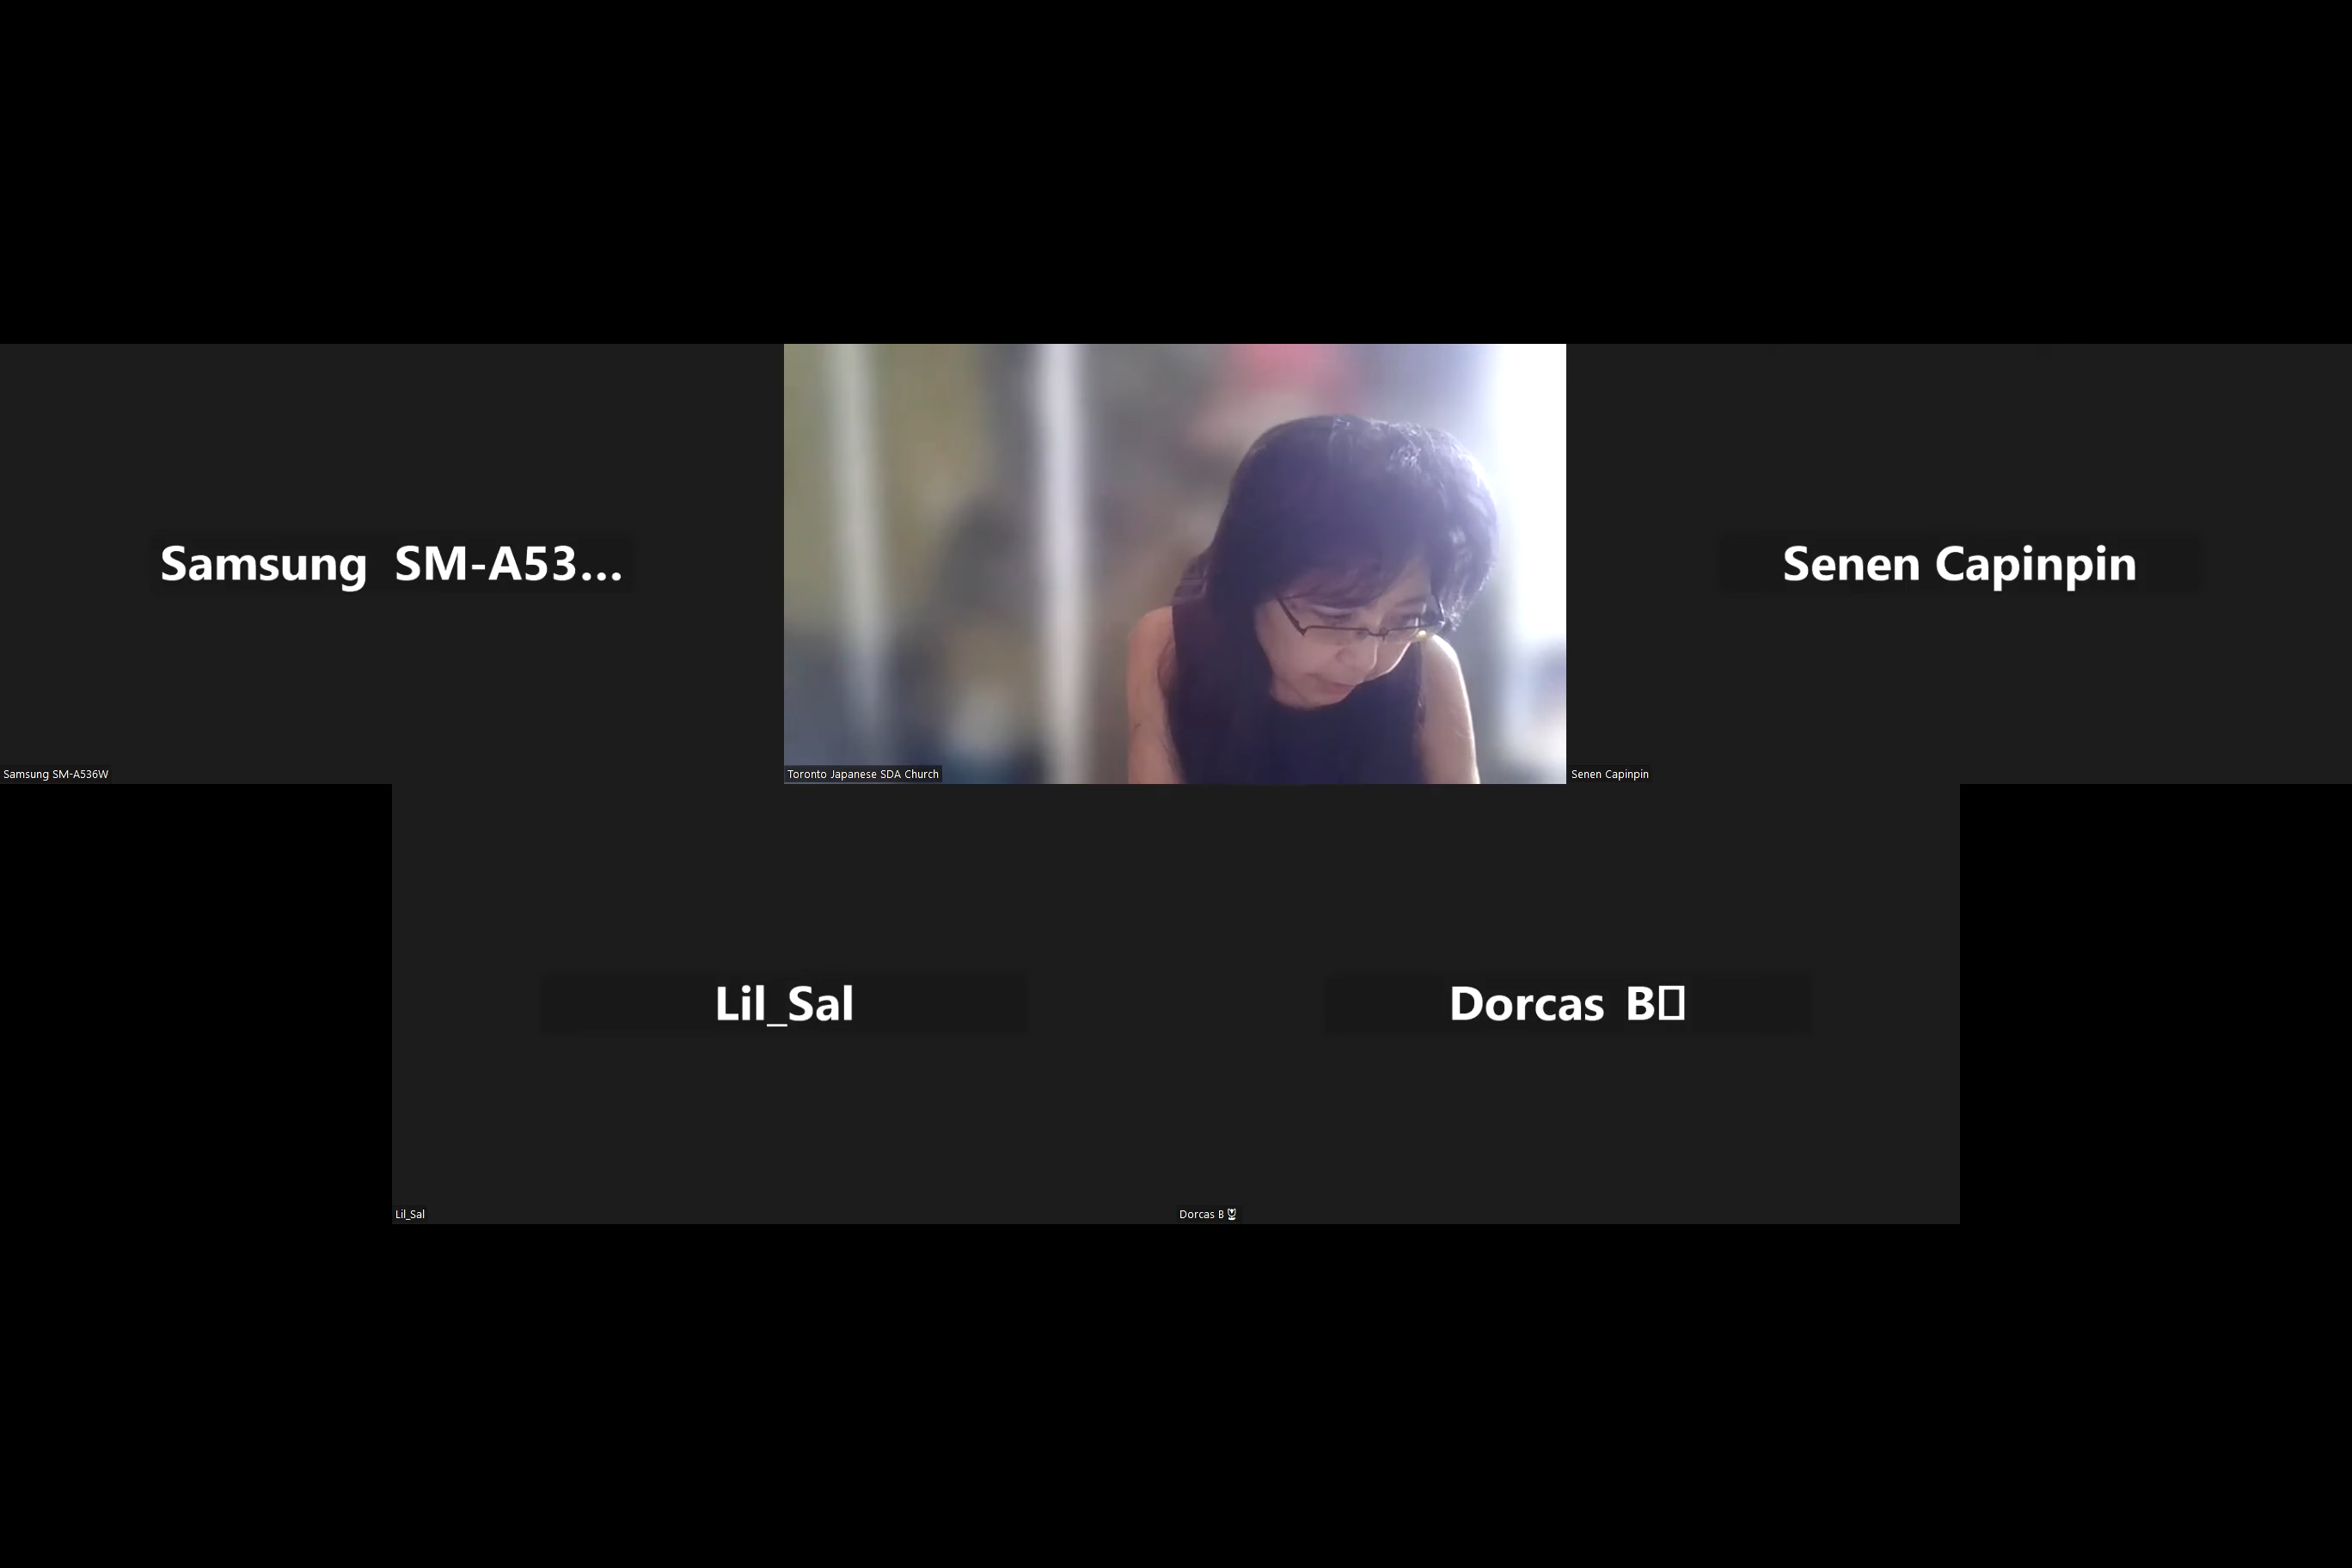 Samsung SM-A53...
Samsung SM-A536W
Toronto Japanese SDA Church
Senen Capinpin
Senen Capinpin
Lil_Sal
Lil_Sal
Dorcas B▯
Dorcas B🌷